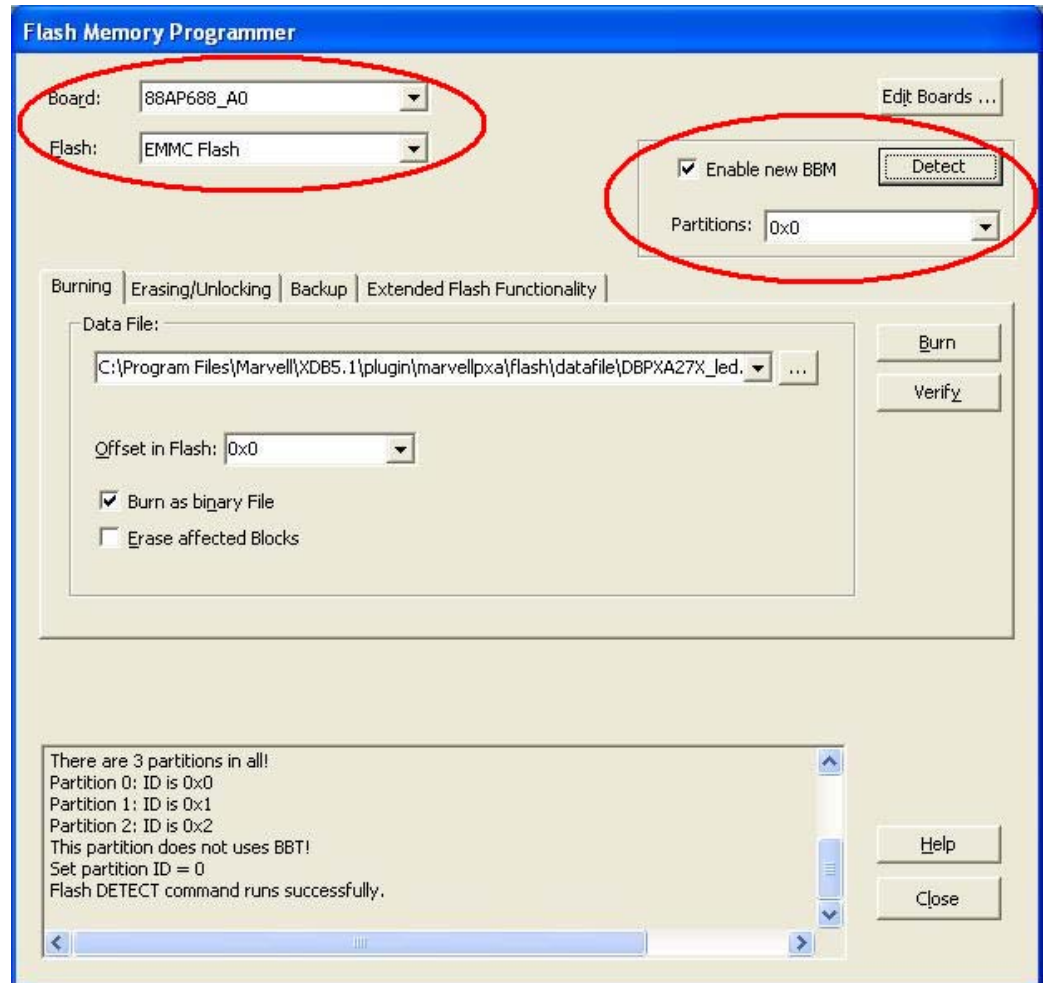 Flash Memory Programmer
Board: 88AP688_A0
Edit Boards ...
Flash: EMMC Flash
Enable new BBM Detect
Partitions: 0x0
Burning Erasing/Unlocking Backup Extended Flash Functionality
Data File:
Burn
C:\Program Files\Marvell\XDB5.1\plugin\marvellpxa\flash\datafile\DBPXA27X_led. ...
Verify
Offset in Flash: 0x0
Burn as binary File
Erase affected Blocks
There are 3 partitions in all!
Partition 0: ID is 0x0
Partition 1: ID is 0x1
Partition 2: ID is 0x2
This partition does not uses BBT!
Set partition ID = 0
Flash DETECT command runs successfully.
Help
Close